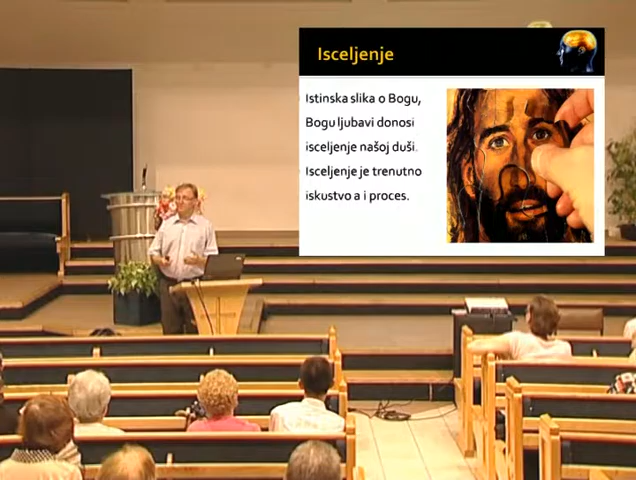 Isceljenje
Istinska slika o Bogu,
Bogu ljubavi donosi
isceljenje našoj duši.
Isceljenje je trenutno
iskustvo a i proces.